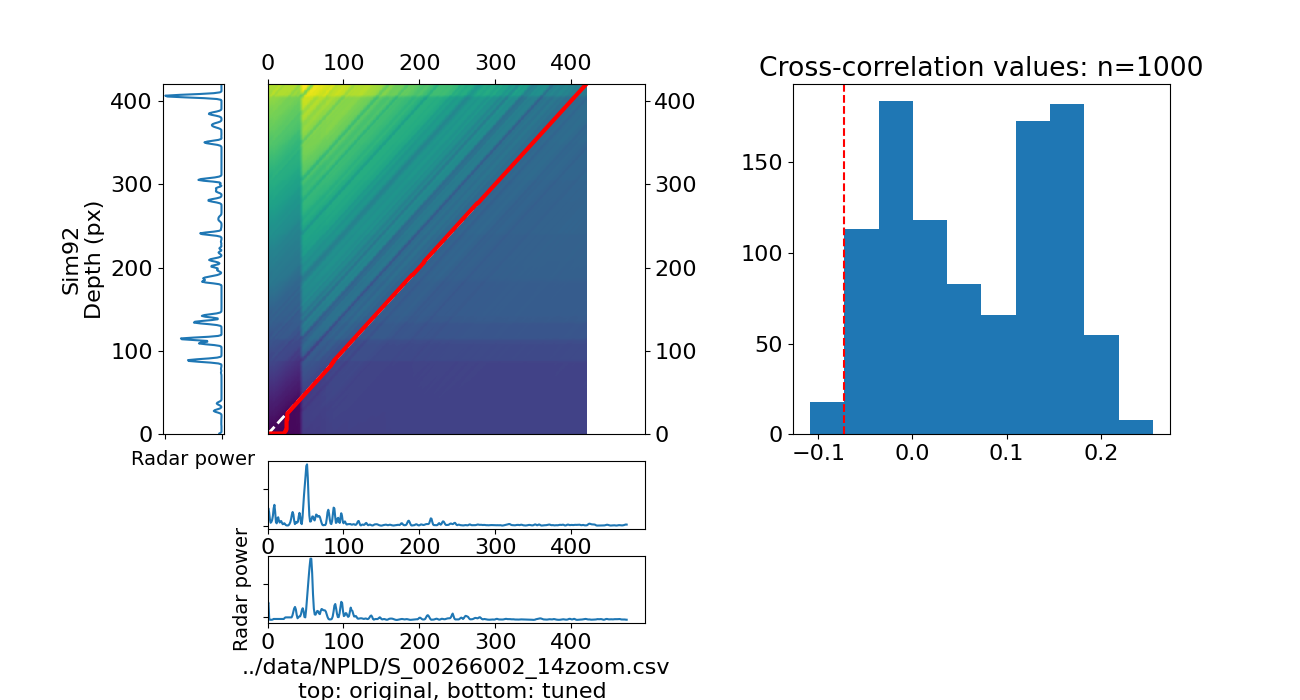 0 100 200 300 400
Cross-correlation values: n=1000
400
300
200
100
0
Sim92
Depth (px)
400
300
200
100
0
150
100
50
0
−0.1 0.0 0.1 0.2
Radar power
0 100 200 300 400
Radar power
0 100 200 300 400
../data/NPLD/S_00266002_14zoom.csv
top: original, bottom: tuned